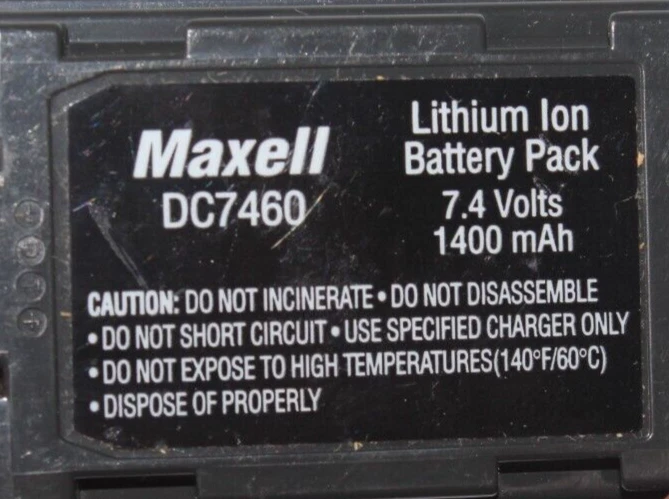 Maxell
DC7460
Lithium Ion
Battery Pack
7.4 Volts
1400 mAh
CAUTION: DO NOT INCINERATE • DO NOT DISASSEMBLE
• DO NOT SHORT CIRCUIT • USE SPECIFIED CHARGER ONLY
• DO NOT EXPOSE TO HIGH TEMPERATURES(140°F/60°C)
• DISPOSE OF PROPERLY